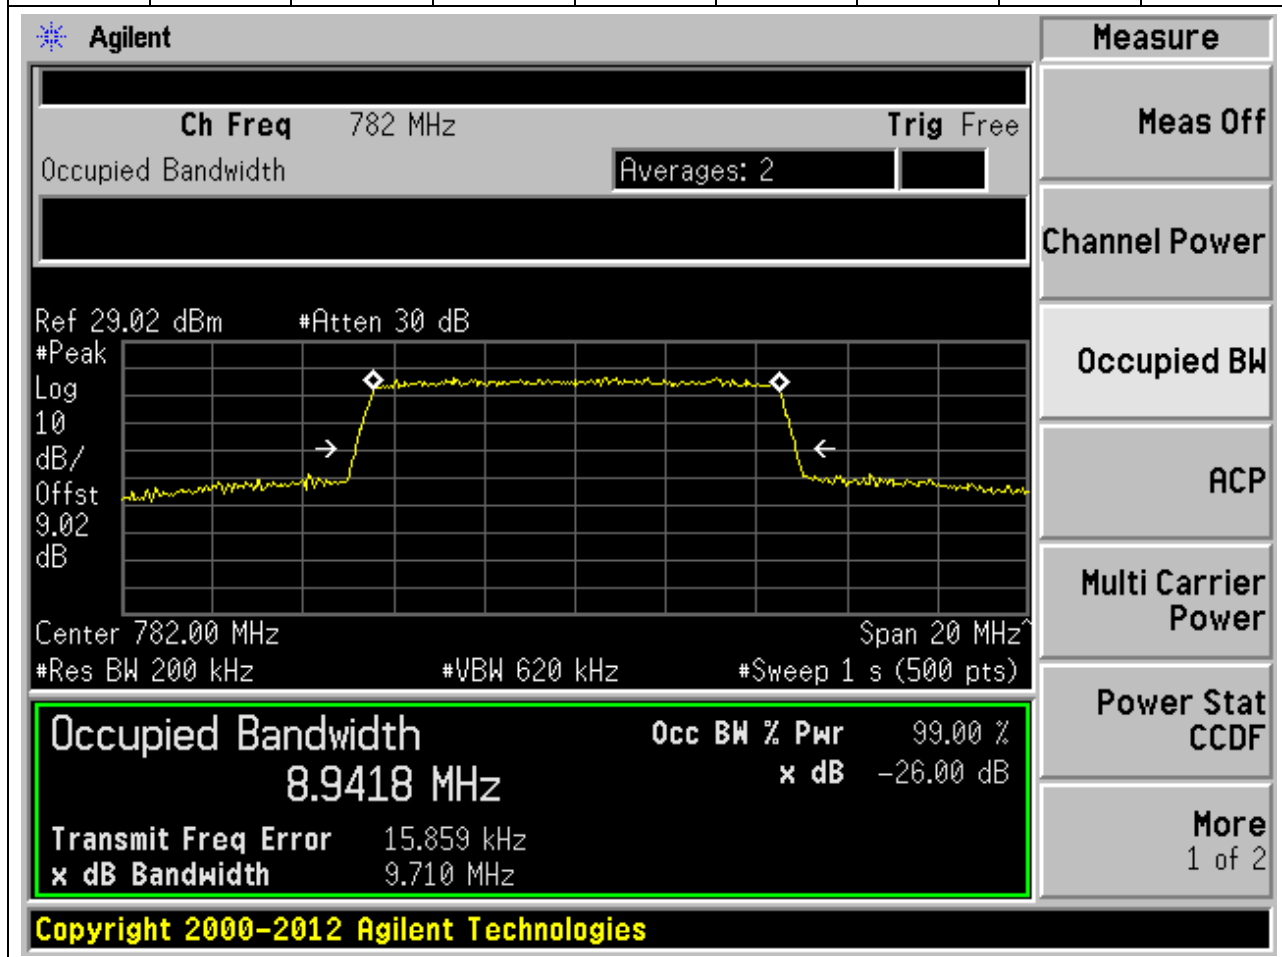 Agilent
Measure
Ch Freq 782 MHz Trig Free
Occupied Bandwidth Averages: 2
Ref 29.02 dBm #Atten 30 dB
#Peak
Log
10
dB/
Offst
9.02
dB
Center 782.00 MHz Span 20 MHz^
#Res BW 200 kHz #VBW 620 kHz #Sweep 1 s (500 pts)
Occupied Bandwidth Occ BW % Pwr 99.00 %
8.9418 MHz x dB -26.00 dB
Transmit Freq Error 15.859 kHz
x dB Bandwidth 9.710 MHz
Copyright 2000-2012 Agilent Technologies
Meas Off
Channel Power
Occupied BW
ACP
Multi Carrier
Power
Power Stat
CCDF
More
1 of 2